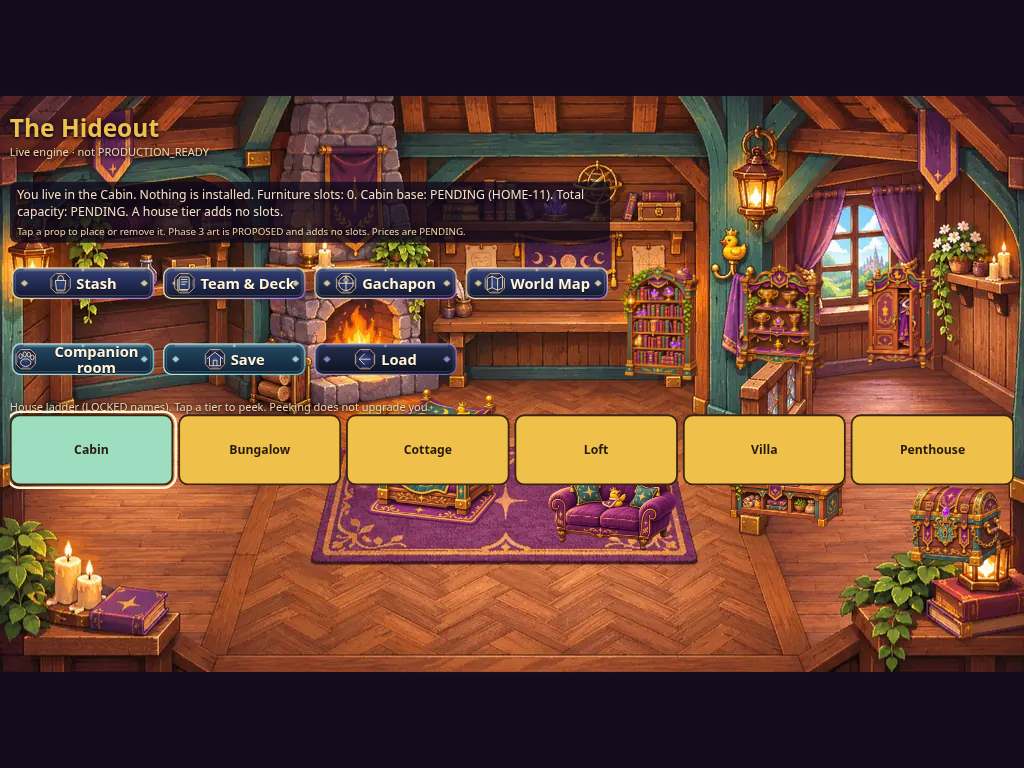 The Hideout
Live engine · not PRODUCTION_READY
You live in the Cabin. Nothing is installed. Furniture slots: 0. Cabin base: PENDING (HOME-11). Total
capacity: PENDING. A house tier adds no slots.
Tap a prop to place or remove it. Phase 3 art is PROPOSED and adds no slots. Prices are PENDING.
Stash
Team & Deck
Gachapon
World Map
Companion
room
Save
Load
House ladder (LOCKED names). Tap a tier to peek. Peeking does not upgrade you.
Cabin
Bungalow
Cottage
Loft
Villa
Penthouse